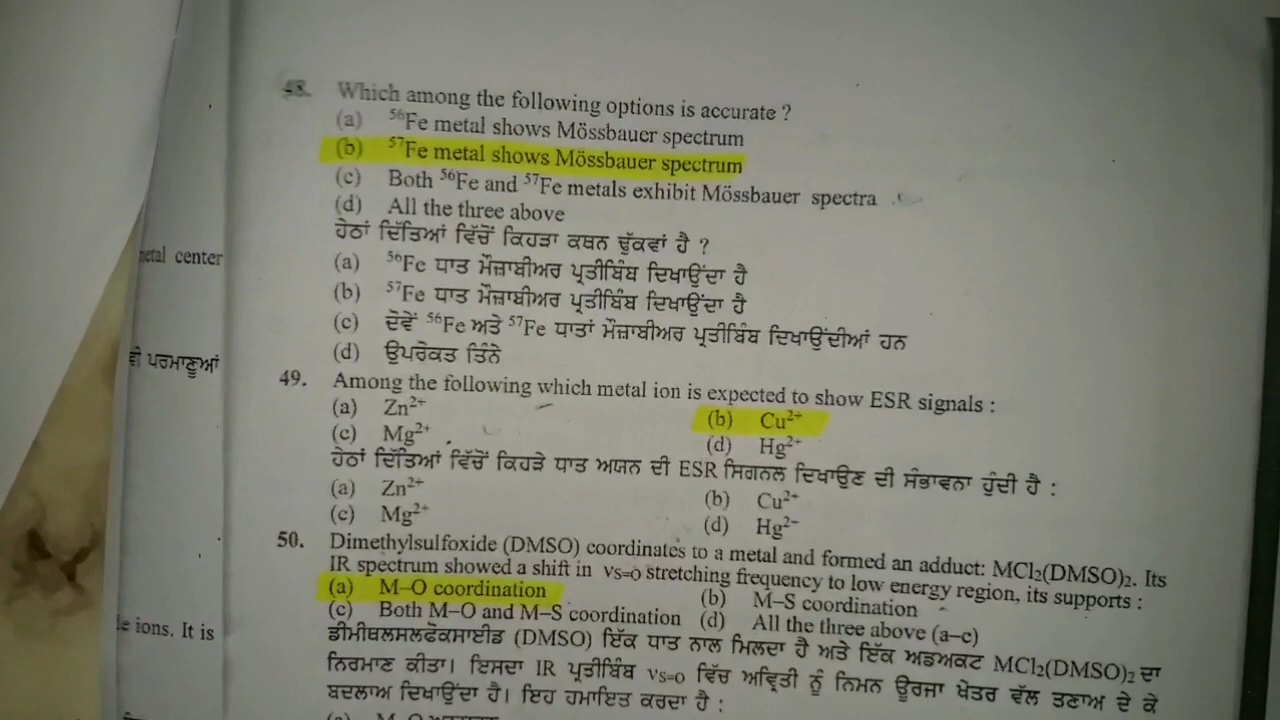 48. Which among the following options is accurate ?
(a) ⁵⁶Fe metal shows Mössbauer spectrum
(b) ⁵⁷Fe metal shows Mössbauer spectrum
(c) Both ⁵⁶Fe and ⁵⁷Fe metals exhibit Mössbauer spectra
(d) All the three above
ਹੇਠਾਂ ਦਿੱਤਿਆਂ ਵਿੱਚੋਂ ਕਿਹੜਾ ਕਥਨ ਢੁੱਕਵਾਂ ਹੈ ?
(a) ⁵⁶Fe ਧਾਤ ਮੌਜ਼ਾਬੀਅਰ ਪ੍ਰਤੀਬਿੰਬ ਦਿਖਾਉਂਦਾ ਹੈ
(b) ⁵⁷Fe ਧਾਤ ਮੌਜ਼ਾਬੀਅਰ ਪ੍ਰਤੀਬਿੰਬ ਦਿਖਾਉਂਦਾ ਹੈ
(c) ਦੋਵੇਂ ⁵⁶Fe ਅਤੇ ⁵⁷Fe ਧਾਤਾਂ ਮੌਜ਼ਾਬੀਅਰ ਪ੍ਰਤੀਬਿੰਬ ਦਿਖਾਉਂਦੀਆਂ ਹਨ
(d) ਉਪਰੋਕਤ ਤਿੰਨੇ
49. Among the following which metal ion is expected to show ESR signals :
(a) Zn²⁺ (b) Cu²⁺
(c) Mg²⁺ (d) Hg²⁺
ਹੇਠਾਂ ਦਿੱਤਿਆਂ ਵਿੱਚੋਂ ਕਿਹੜੇ ਧਾਤ ਅਯਨ ਦੀ ESR ਸਿਗਨਲ ਦਿਖਾਉਣ ਦੀ ਸੰਭਾਵਨਾ ਹੁੰਦੀ ਹੈ :
(a) Zn²⁺ (b) Cu²⁺
(c) Mg²⁺ (d) Hg²⁺
50. Dimethylsulfoxide (DMSO) coordinates to a metal and formed an adduct: MCl₂(DMSO)₂. Its
IR spectrum showed a shift in νS=O stretching frequency to low energy region, its supports :
(a) M–O coordination (b) M–S coordination
(c) Both M–O and M–S coordination (d) All the three above (a–c)
ਡੀਮੀਥਲਸਲਫੋਕਸਾਈਡ (DMSO) ਇੱਕ ਧਾਤ ਨਾਲ ਮਿਲਦਾ ਹੈ ਅਤੇ ਇੱਕ ਅਡਅਕਟ MCl₂(DMSO)₂ ਦਾ
ਨਿਰਮਾਣ ਕੀਤਾ। ਇਸਦਾ IR ਪ੍ਰਤੀਬਿੰਬ νS=O ਵਿੱਚ ਅਵ੍ਰਿਤੀ ਨੂੰ ਨਿਮਨ ਊਰਜਾ ਖੇਤਰ ਵੱਲ ਤਣਾਅ ਦੇ ਕੇ
ਬਦਲਾਅ ਦਿਖਾਉਂਦਾ ਹੈ। ਇਹ ਹਮਾਇਤ ਕਰਦਾ ਹੈ :
metal center
ਵੀ ਪਰਮਾਣੂਆਂ
ions. It is